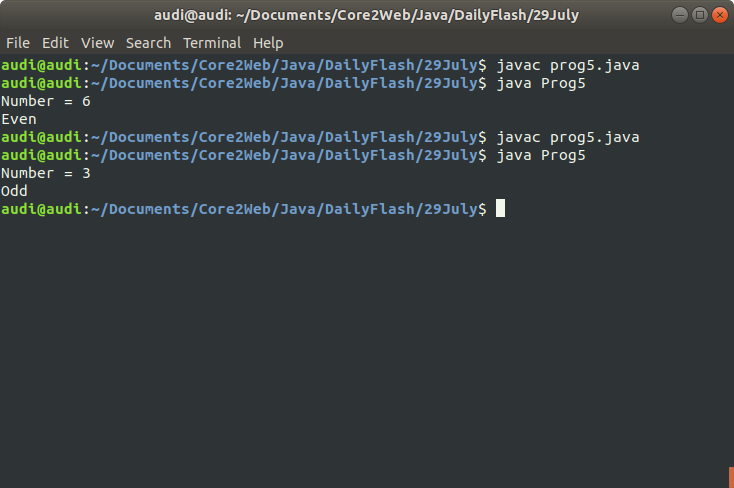 audi@audi: ~/Documents/Core2Web/Java/DailyFlash/29July
File Edit View Search Terminal Help
audi@audi:~/Documents/Core2Web/Java/DailyFlash/29July$ javac prog5.java
audi@audi:~/Documents/Core2Web/Java/DailyFlash/29July$ java Prog5
Number = 6
Even
audi@audi:~/Documents/Core2Web/Java/DailyFlash/29July$ javac prog5.java
audi@audi:~/Documents/Core2Web/Java/DailyFlash/29July$ java Prog5
Number = 3
Odd
audi@audi:~/Documents/Core2Web/Java/DailyFlash/29July$